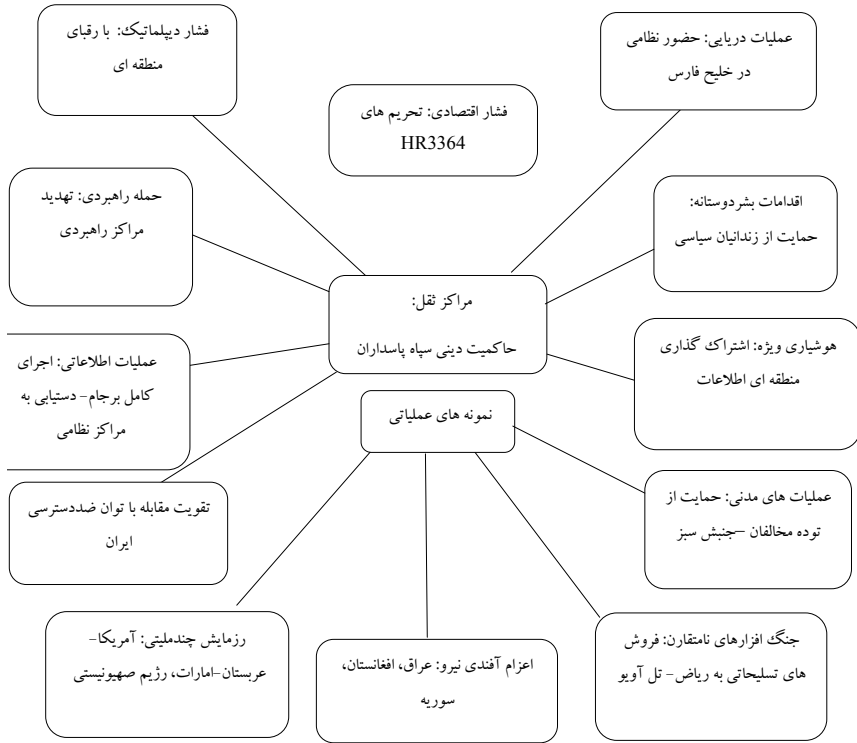 فشار دیپلماتیک: با رقبای
منطقه ای
عملیات دریایی: حضور نظامی
در خلیج فارس
فشار اقتصادی: تحریم های
HR3364
حمله راهبردی: تهدید
مراکز راهبردی
اقدامات بشردوستانه:
حمایت از زندانیان سیاسی
مراکز ثقل:
حاکمیت دینی سپاه پاسداران
عملیات اطلاعاتی: اجرای
کامل برجام- دستیابی به
مراکز نظامی
هوشیاری ویژه: اشتراک گذاری
منطقه ای اطلاعات
نمونه های عملیاتی
تقویت مقابله با توان ضددسترسی
ایران
عملیات های مدنی: حمایت از
توده مخالفان –جنبش سبز
رزمایش چندملیتی: آمریکا-
عربستان-امارات، رژیم صهیونیستی
اعزام آفندی نیرو: عراق، افغانستان،
سوریه
جنگ افزارهای نامتقارن: فروش
های تسلیحاتی به ریاض- تل آویو